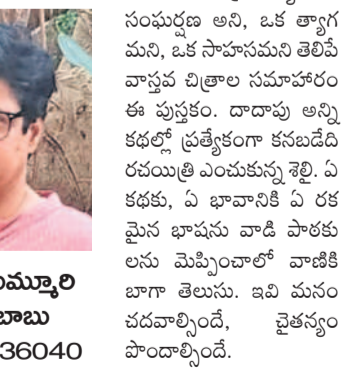 సంఘర్షణ అని, ఒక త్యాగ
మని, ఒక సాహసమని తెలిపే
వాస్తవ చిత్రాల సమాహారం
ఈ పుస్తకం. దాదాపు అన్ని
కథల్లో ప్రత్యేకంగా కనబడేది
రచయిత్రి ఎంచుకున్న శెలి. ఏ
కథకు, ఏ భావానికి ఏ రక
మైన భాషను వాడి పాఠకు
లను మెప్పించాలో వాణికి
బాగా తెలుసు. ఇవి మనం
చదవాల్సిందే, చైతన్యం
పొందాల్సిందే.
మ్మూరి
బాబు
36040